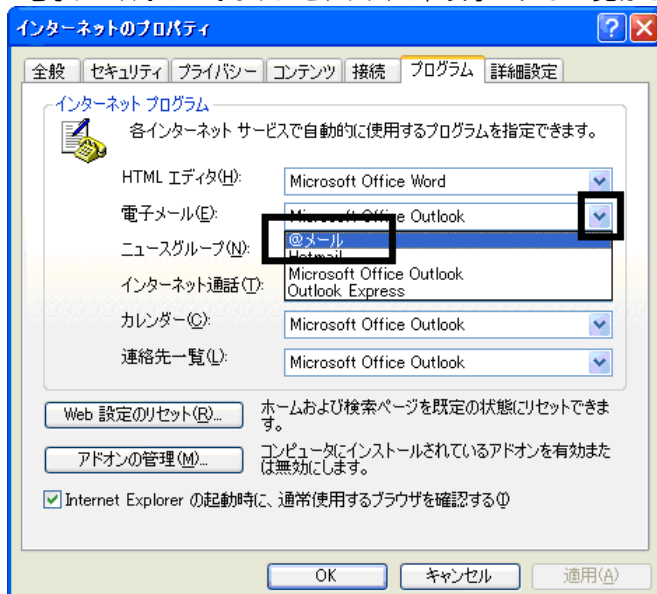 インターネットのプロパティ
全般 セキュリティ プライバシー コンテンツ 接続 プログラム 詳細設定
インターネット プログラム
各インターネット サービスで自動的に使用するプログラムを指定できます。
HTML エディタ(H): Microsoft Office Word
電子メール(E): Microsoft Office Outlook
@メール
ニュースグループ(N): Hotmail
Microsoft Office Outlook
インターネット通話(T): Outlook Express
カレンダー(C): Microsoft Office Outlook
連絡先一覧(L): Microsoft Office Outlook
Web 設定のリセット(R)... ホームおよび検索ページを既定の状態にリセットできま
す。
アドオンの管理(M)... コンピュータにインストールされているアドオンを有効また
は無効にします。
Internet Explorer の起動時に、通常使用するブラウザを確認する(I)
OK キャンセル 適用(A)